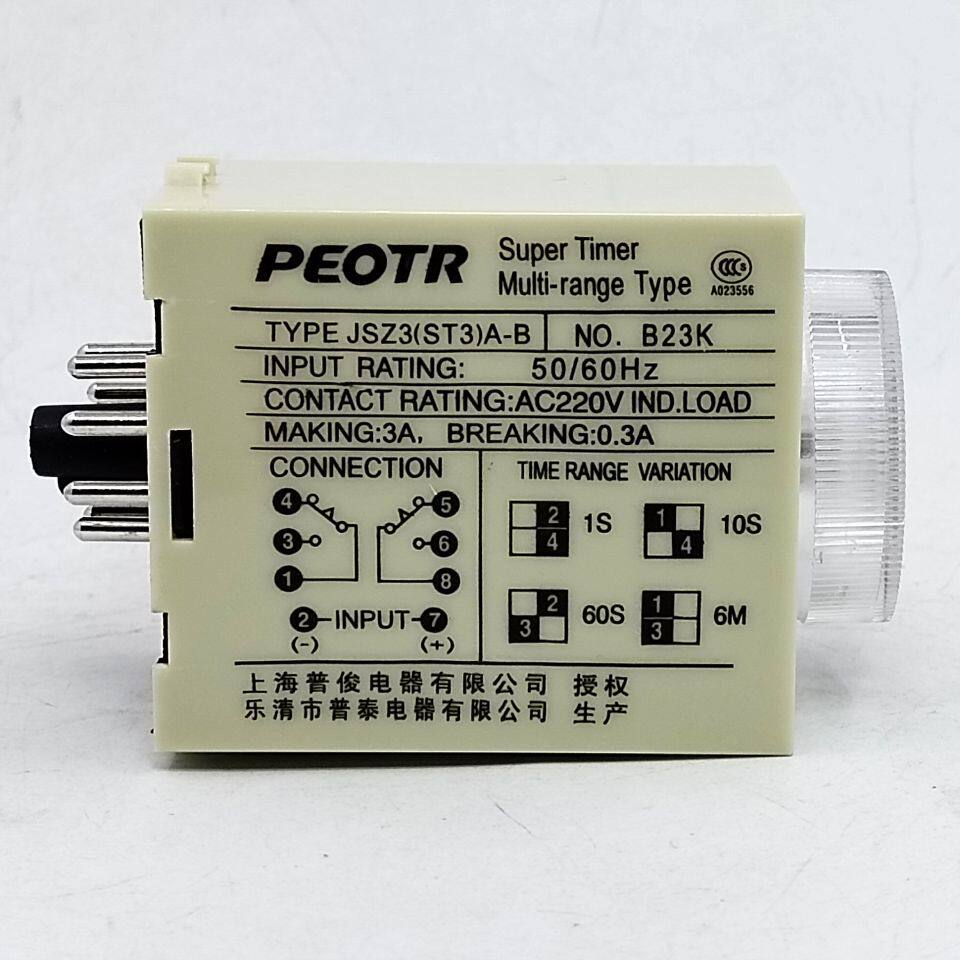 PEOTR
Super Timer
Multi-range Type
CCC S
A023556
TYPE JSZ3(ST3)A-B
NO. B23K
INPUT RATING: 50/60Hz
CONTACT RATING:AC220V IND.LOAD
MAKING:3A, BREAKING:0.3A
CONNECTION
4 5
3 6
1 8
2 INPUT 7
(-) (+)
TIME RANGE VARIATION
2 4 1S
1 4 10S
2 3 60S
1 3 6M
上海普俊电器有限公司 授权
乐清市普泰电器有限公司 生产